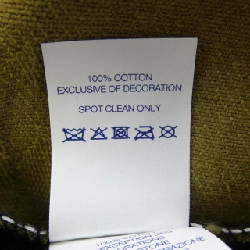 100% COTTON
EXCLUSIVE OF DECORATION
SPOT CLEAN ONLY